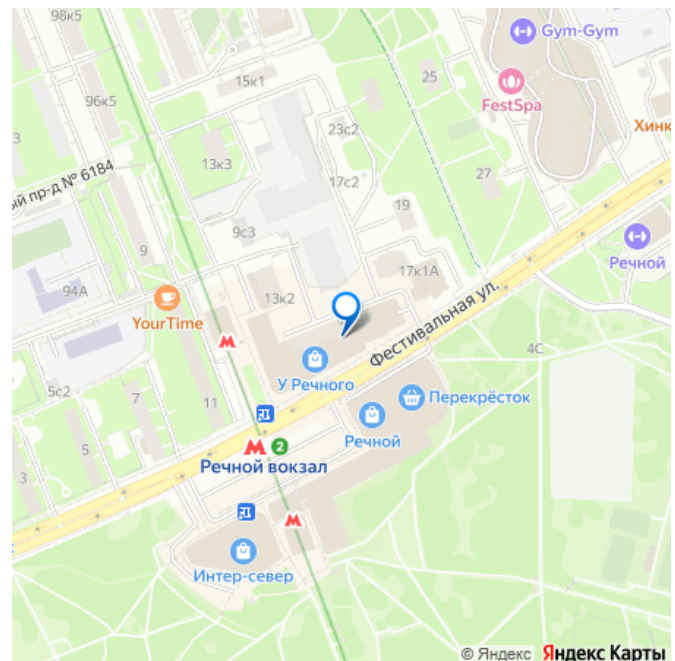 98к5
Gym-Gym
15к1
25
96к5
FestSpa
23с2
Хинк
3
13к3
ый пр-д № 6184
17с2
27
19
9с3
9
Речной
17к1А
94А
13к2
YourTime
Фестивальная ул.
4С
У Речного
5с2
7
11
Перекрёсток
Речной
5
2
Речной вокзал
3
к
Интер-север
© Яндекс Яндекс Карты